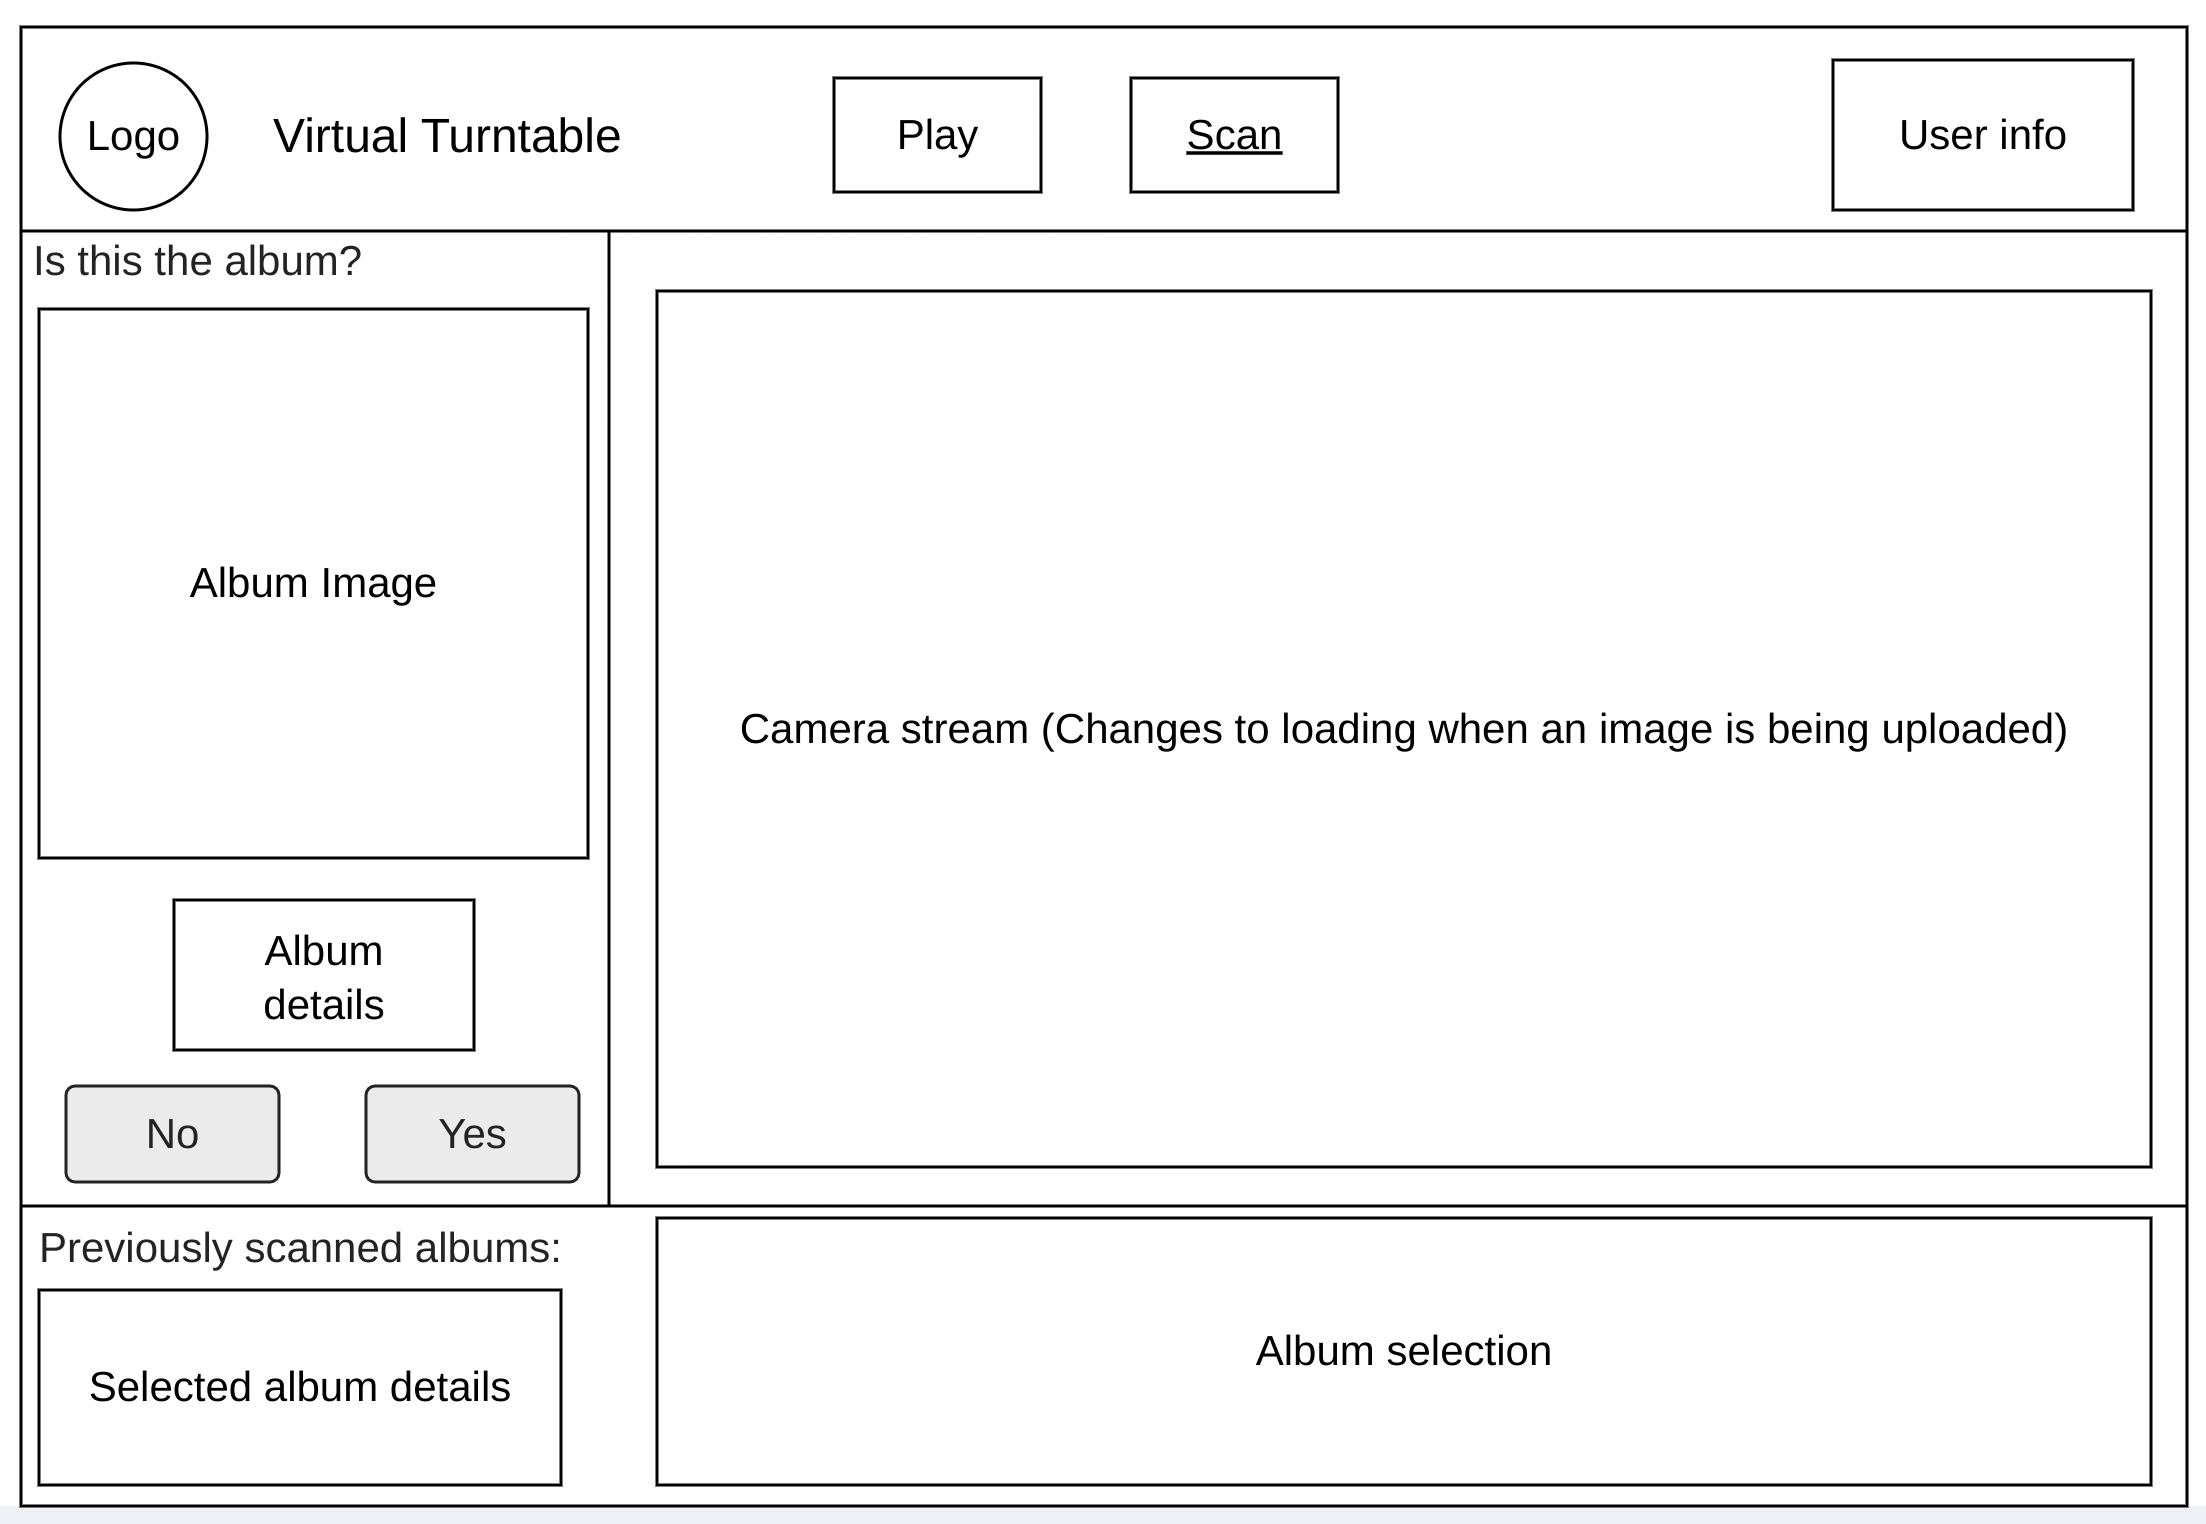 Logo
Virtual Turntable
Play
Scan
User info
Is this the album?
Album Image
Album
details
No
Yes
Camera stream (Changes to loading when an image is being uploaded)
Previously scanned albums:
Selected album details
Album selection